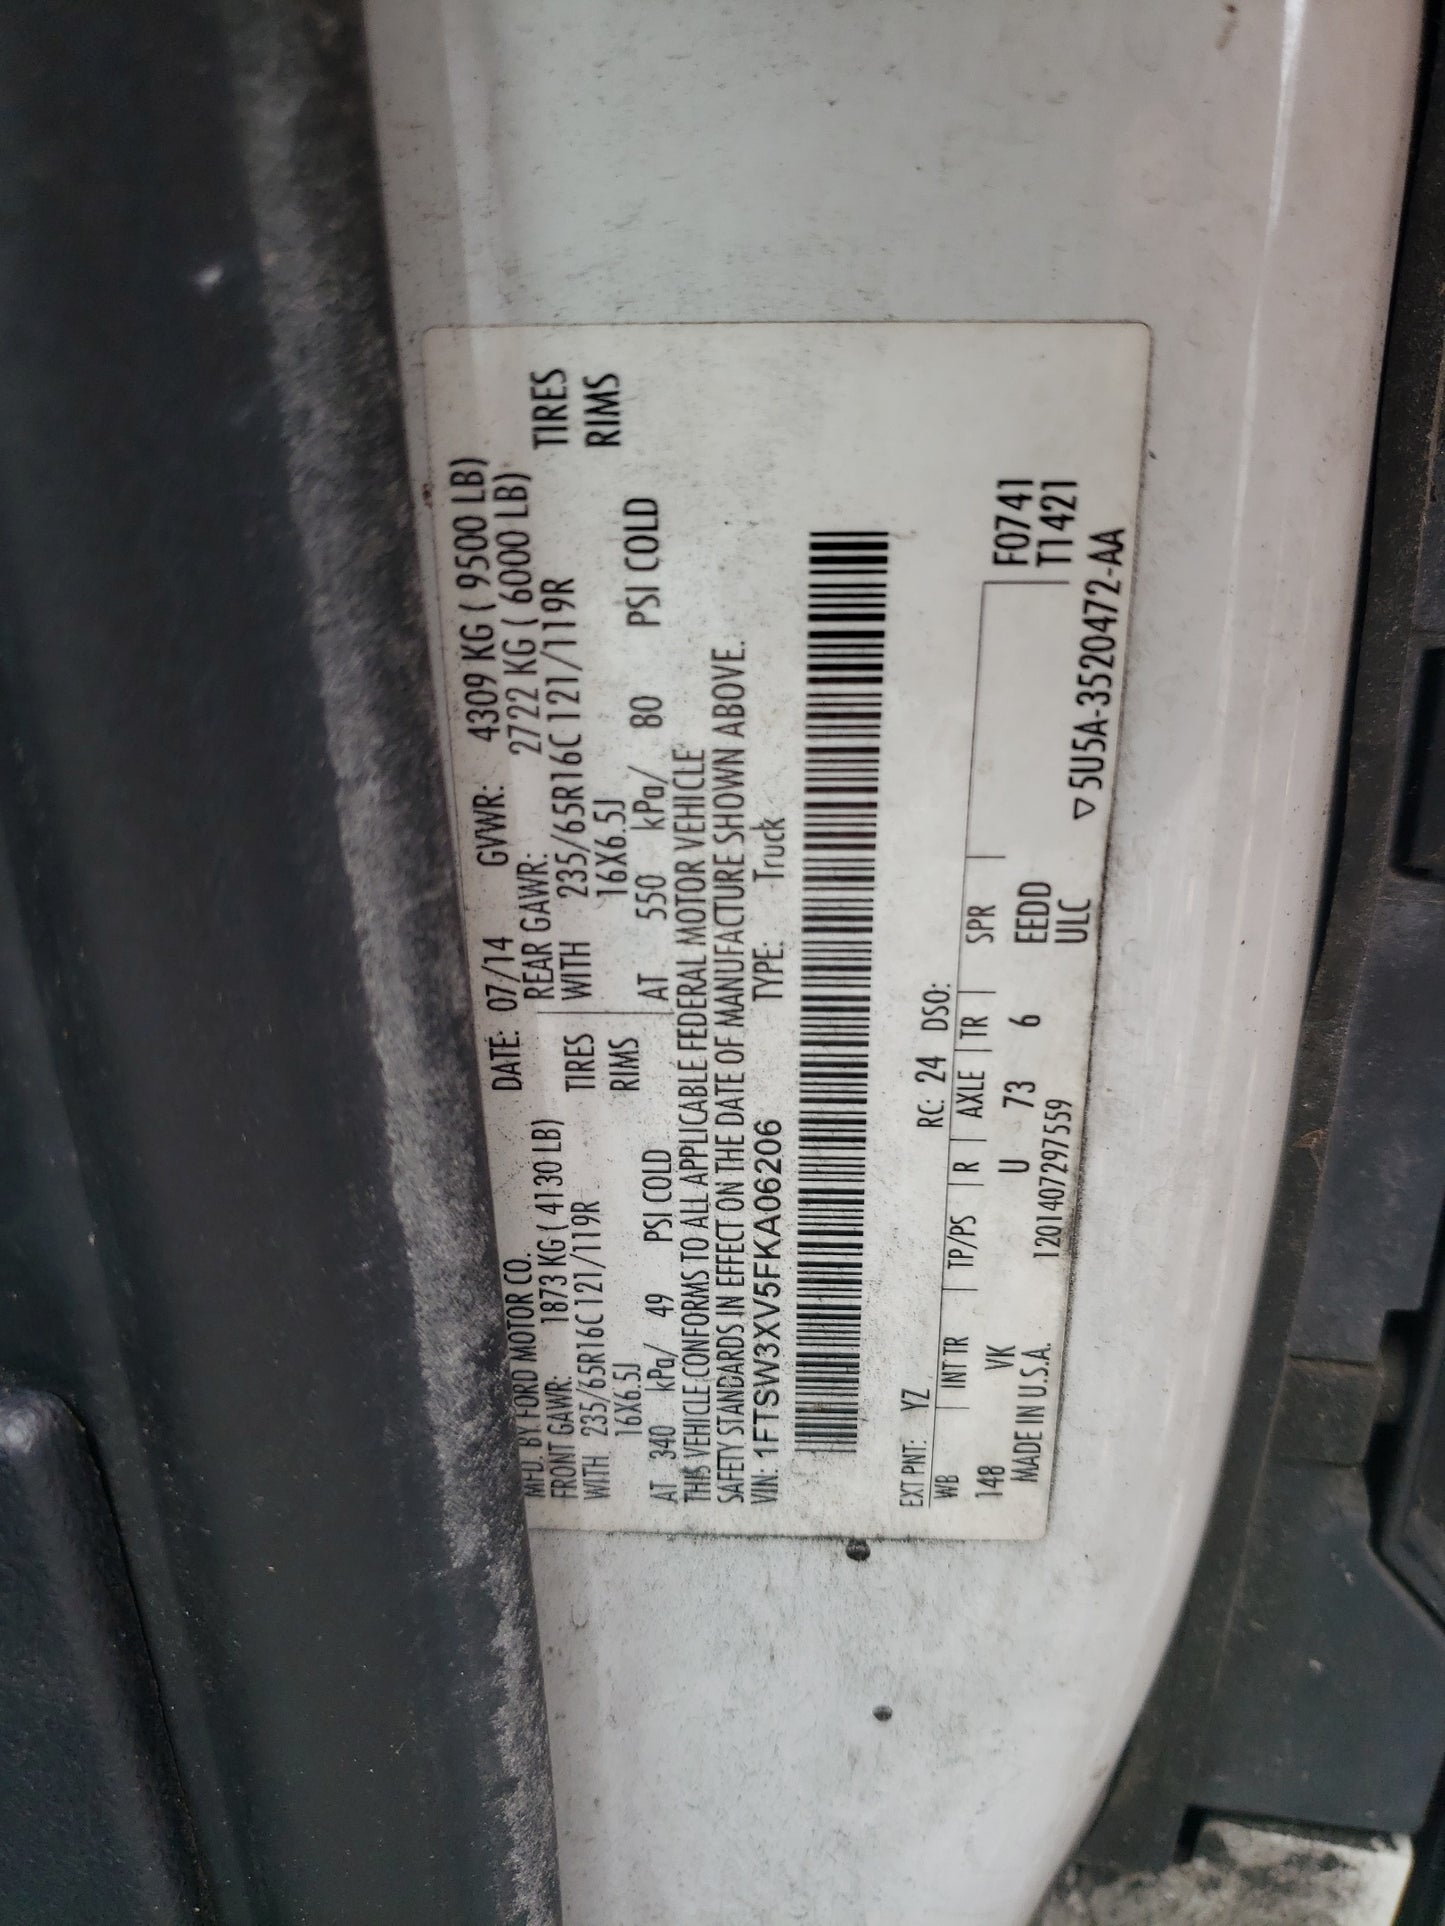 MFD. BY FORD MOTOR CO. DATE: 07/14 GVWR: 4309 KG ( 9500 LB)
FRONT GAWR: 1873 KG ( 4130 LB) REAR GAWR: 2722 KG ( 6000 LB)
WITH 235/65R16C 121/119R TIRES WITH 235/65R16C 121/119R TIRES
16X6.5J RIMS 16X6.5J RIMS
AT 340 kPa/ 49 PSI COLD AT 550 kPa/ 80 PSI COLD
THIS VEHICLE CONFORMS TO ALL APPLICABLE FEDERAL MOTOR VEHICLE
SAFETY STANDARDS IN EFFECT ON THE DATE OF MANUFACTURE SHOWN ABOVE.
VIN: 1FTSW3XV5FKA06206 TYPE: Truck
EXT PNT: YZ RC: 24 DSO:
WB INT TR TP/PS R AXLE TR SPR F0741
148 VK U 73 6 EEDD T1421
MADE IN U.S.A. 120140729755 9 ULC
▽5U5A-3520472-AA